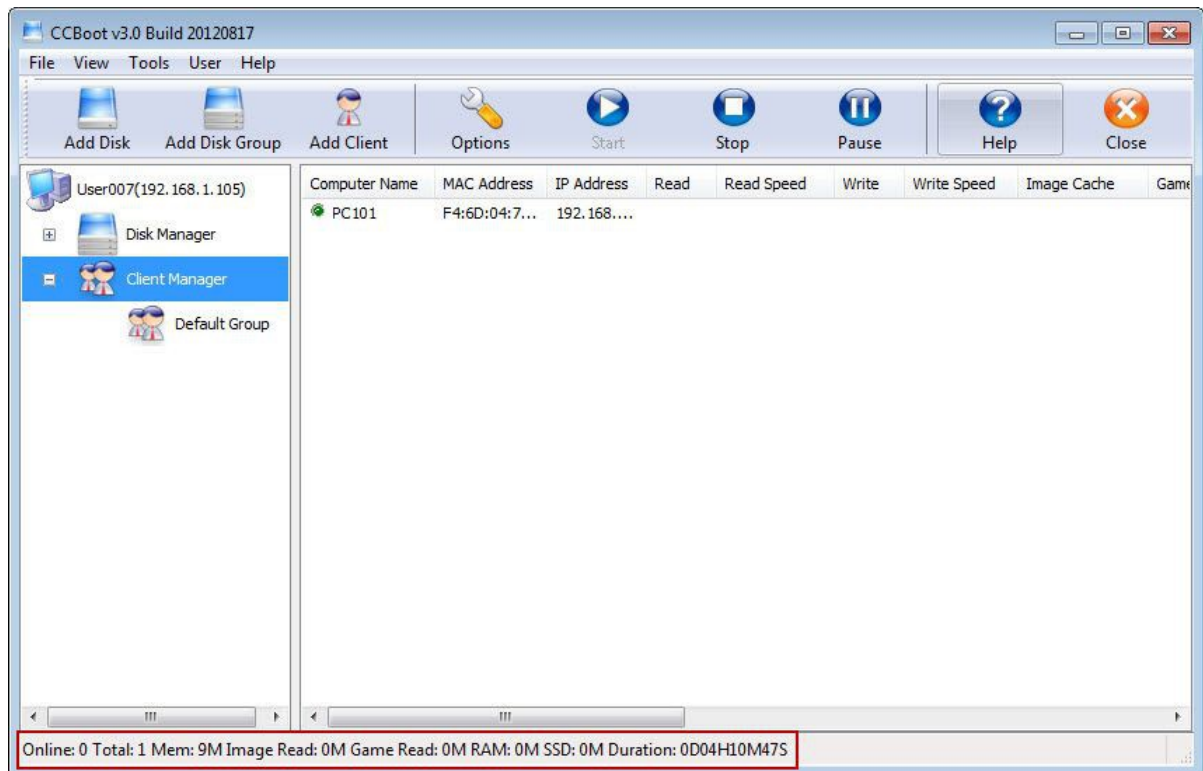 CCBoot v3.0 Build 20120817
File View Tools User Help
Add Disk Add Disk Group Add Client Options Start Stop Pause Help Close
User007(192.168.1.105)
Disk Manager
Client Manager
Default Group
Computer Name MAC Address IP Address Read Read Speed Write Write Speed Image Cache Game
PC101 F4:6D:04:7... 192.168....
Online: 0 Total: 1 Mem: 9M Image Read: 0M Game Read: 0M RAM: 0M SSD: 0M Duration: 0D04H10M47S